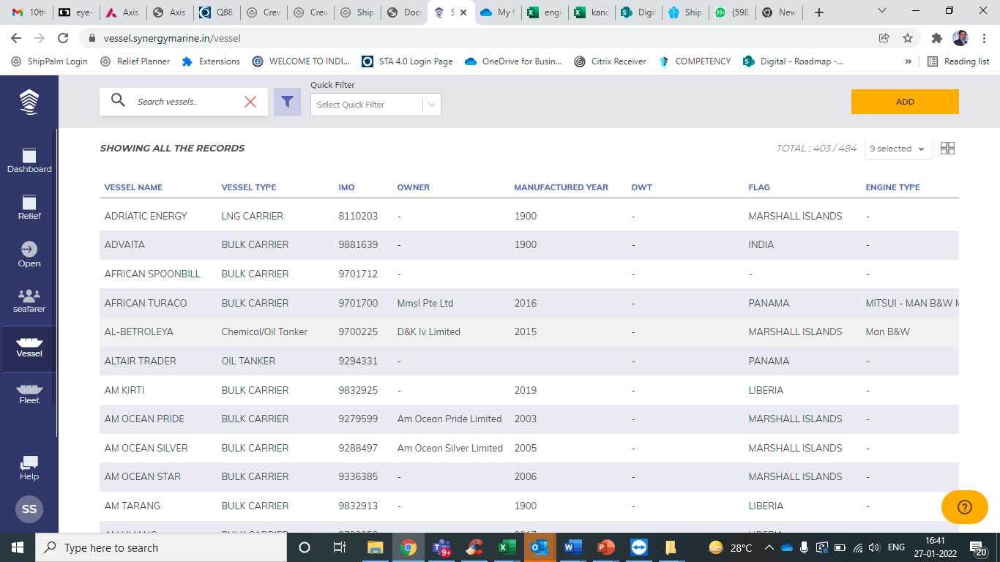 10th
eye-
Axis
Axis
Q88
Crew
Crew
Ship
Doc
S
My f
engi
kanc
Digit
Ship
99+
(598
New
vessel.synergymarine.in/vessel
ShipPalm Login
Relief Planner
Extensions
WELCOME TO INDI...
STA 4.0 Login Page
OneDrive for Busin...
Citrix Receiver
COMPETENCY
Digital - Roadmap -...
»
Reading list
Quick Filter
Search vessels..
Select Quick Filter
ADD
SHOWING ALL THE RECORDS
TOTAL : 403 / 484
9 selected
Dashboard
Relief
Open
seafarer
Vessel
Fleet
Help
SS
VESSEL NAME VESSEL TYPE IMO OWNER MANUFACTURED YEAR DWT FLAG ENGINE TYPE
ADRIATIC ENERGY LNG CARRIER 8110203 - 1900 - MARSHALL ISLANDS -
ADVAITA BULK CARRIER 9881639 - 1900 - INDIA -
AFRICAN SPOONBILL BULK CARRIER 9701712 - - - -
AFRICAN TURACO BULK CARRIER 9701700 Mmsl Pte Ltd 2016 - PANAMA MITSUI - MAN B&W
AL-BETROLEYA Chemical/Oil Tanker 9700225 D&K Iv Limited 2015 - MARSHALL ISLANDS Man B&W
ALTAIR TRADER OIL TANKER 9294331 - - PANAMA -
AM KIRTI BULK CARRIER 9832925 - 2019 - LIBERIA -
AM OCEAN PRIDE BULK CARRIER 9279599 Am Ocean Pride Limited 2003 - MARSHALL ISLANDS -
AM OCEAN SILVER BULK CARRIER 9288497 Am Ocean Silver Limited 2005 - MARSHALL ISLANDS -
AM OCEAN STAR BULK CARRIER 9336385 - 2006 - MARSHALL ISLANDS -
AM TARANG BULK CARRIER 9832913 - 1900 - LIBERIA -
Type here to search
9+
28°C
ENG
16:41
27-01-2022
20